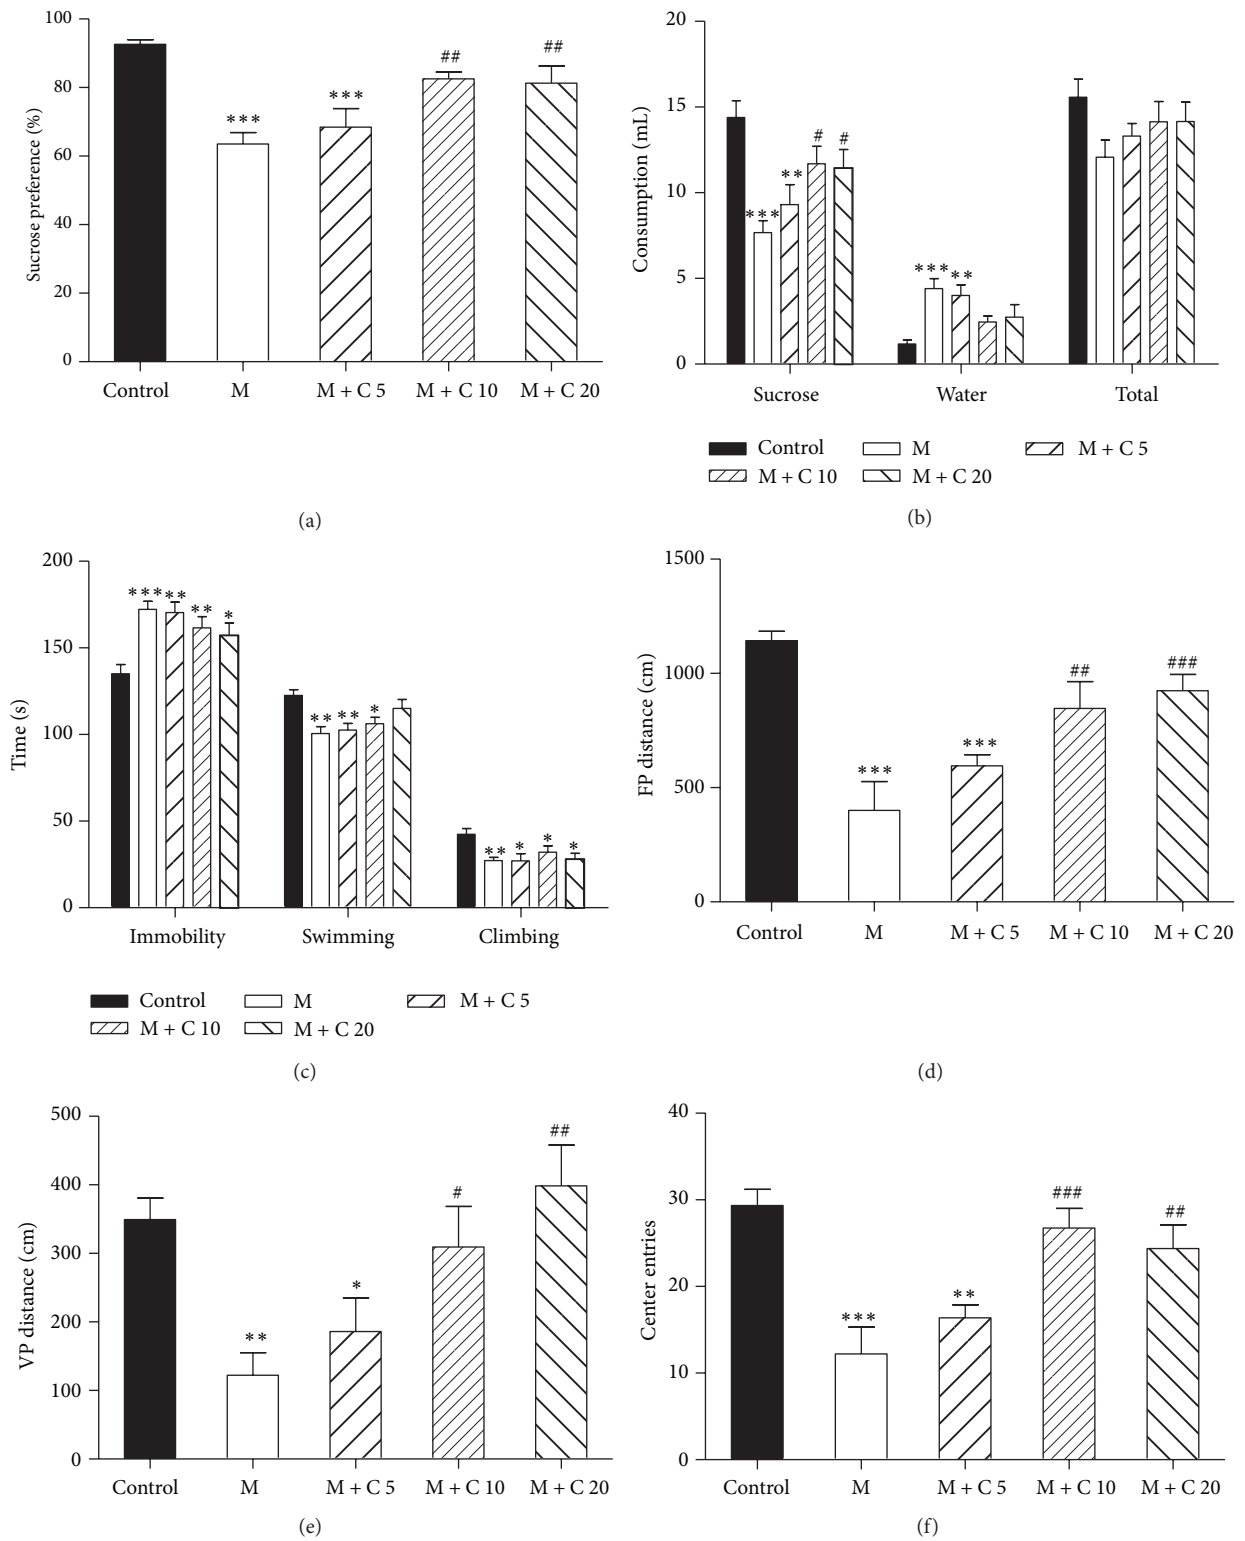 100
80
60
40
20
0
Sucrose preference (%)
***
***
##
##
Control M M + C 5 M + C 10 M + C 20
(a)
20
15
10
5
0
Consumption (mL)
***
**
#
#
***
**
Sucrose Water Total
Control M M + C 5
M + C 10 M + C 20
(b)
200
150
100
50
0
Time (s)
***
**
**
*
**
**
*
**
*
*
*
Immobility Swimming Climbing
Control M M + C 5
M + C 10 M + C 20
(c)
1500
1000
500
0
FP distance (cm)
***
***
##
###
Control M M + C 5 M + C 10 M + C 20
(d)
500
400
300
200
100
0
VP distance (cm)
**
*
#
##
Control M M + C 5 M + C 10 M + C 20
(e)
40
30
20
10
0
Center entries
***
**
###
##
Control M M + C 5 M + C 10 M + C 20
(f)